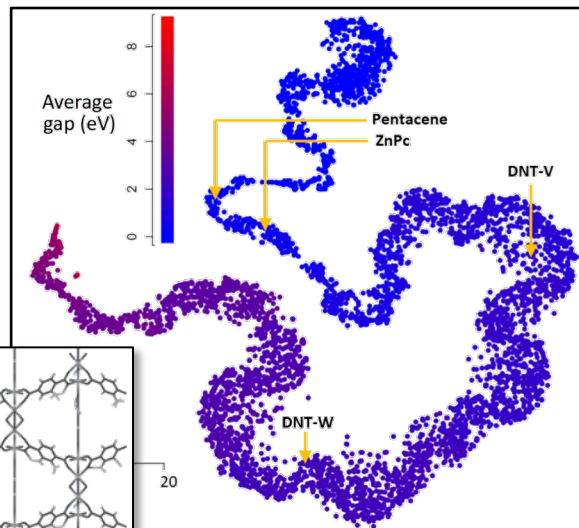 8
6
4
2
0
Average
gap (eV)
Pentacene
ZnPc
DNT-V
DNT-W
20